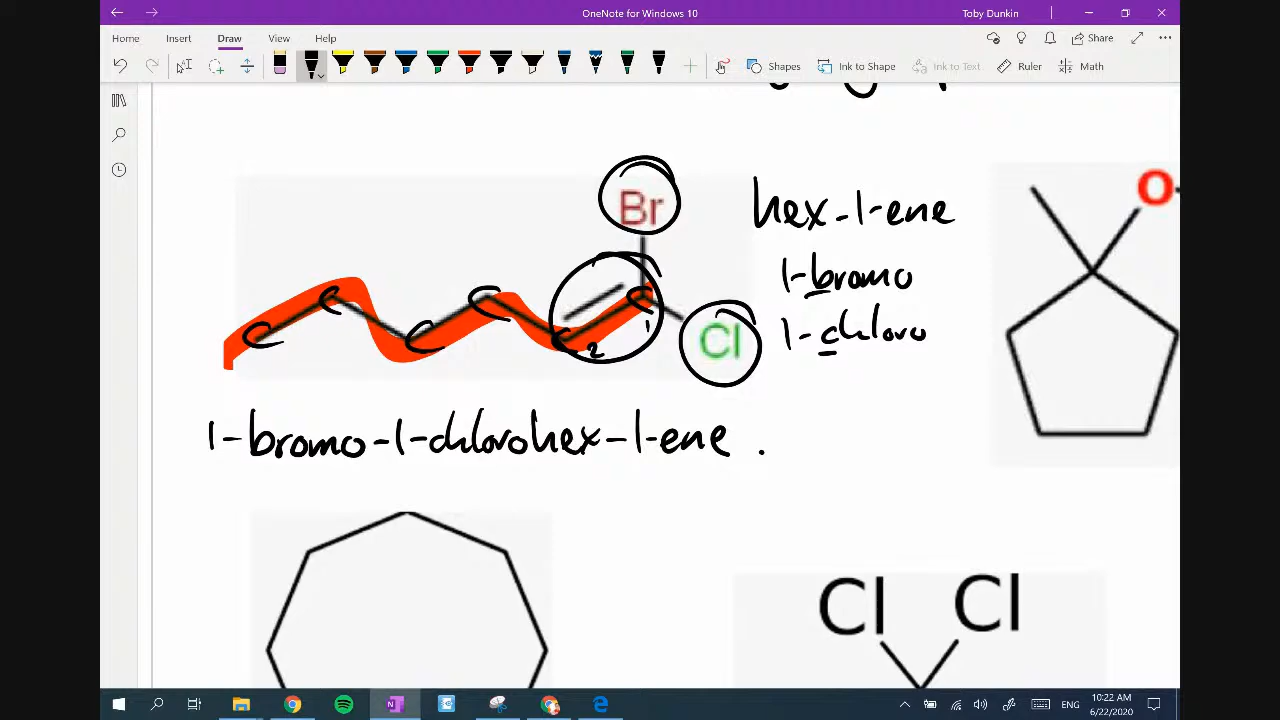 OneNote for Windows 10
Toby Dunkin
Home Insert Draw View Help
Share
Shapes
Ink to Shape
Ink to Text
Ruler
Math
Br
Cl
1
2
hex-1-ene
1-bromo
1-chloro
O
1-bromo-1-chlorohex-1-ene.
Cl Cl
ENG
10:22 AM
6/22/2020